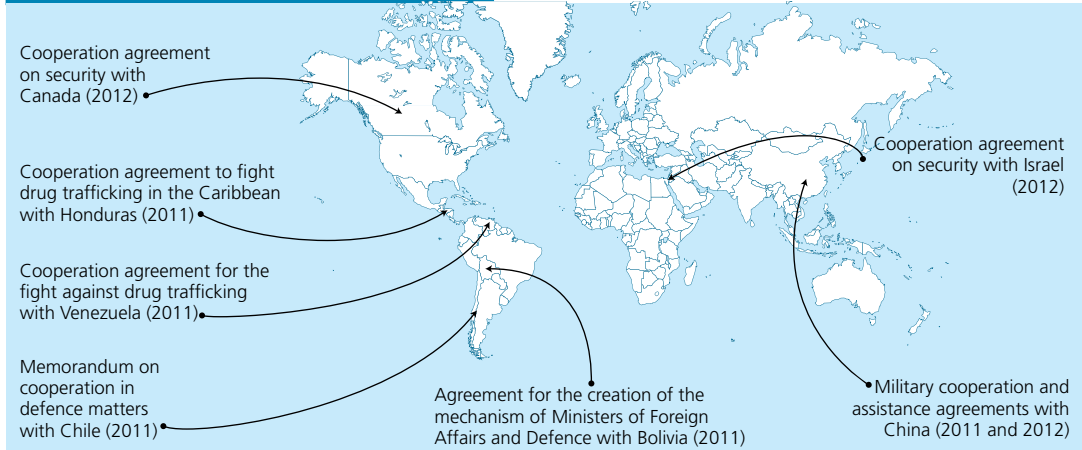 Cooperation agreement
on security with
Canada (2012)
Cooperation agreement to fight
drug trafficking in the Caribbean
with Honduras (2011)
Cooperation agreement for the
fight against drug trafficking
with Venezuela (2011)
Memorandum on
cooperation in
defence matters
with Chile (2011)
Agreement for the creation of the
mechanism of Ministers of Foreign
Affairs and Defence with Bolivia (2011)
Cooperation agreement
on security with Israel
(2012)
Military cooperation and
assistance agreements with
China (2011 and 2012)